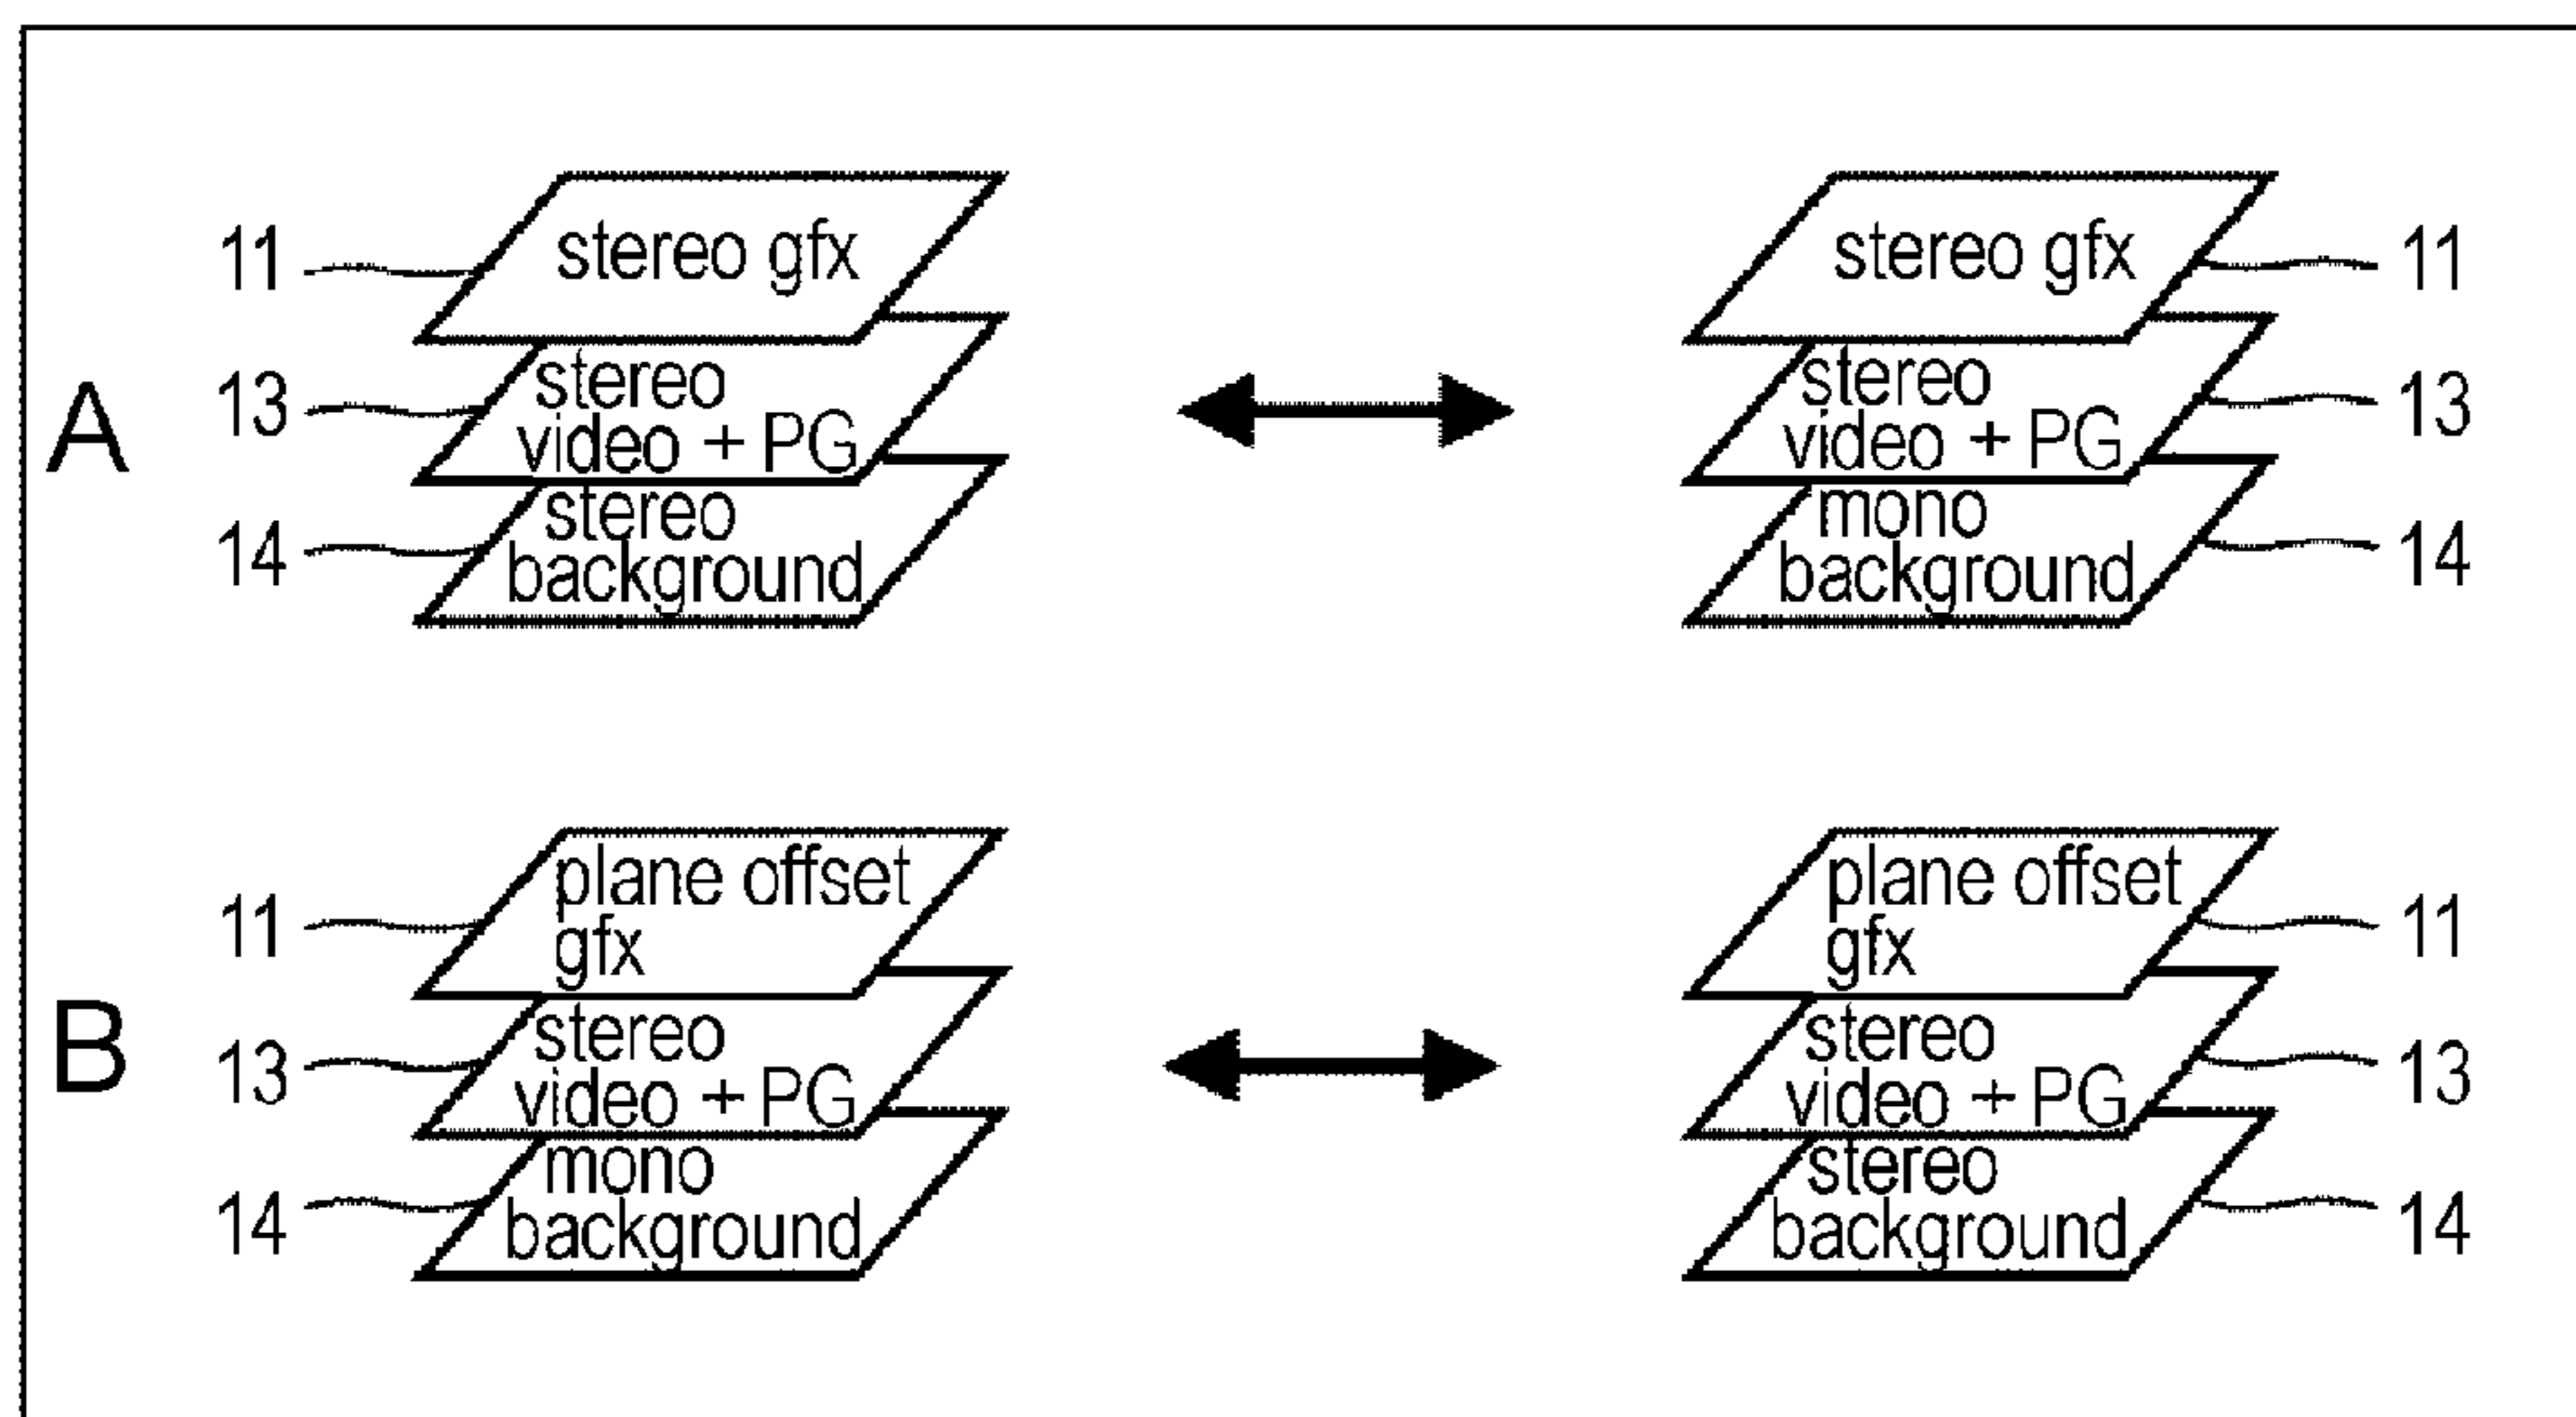 A
11
stereo gfx
13
stereo
video + PG
14
stereo
background
stereo gfx
11
stereo
video + PG
13
mono
background
14
B
11
plane offset
gfx
13
stereo
video + PG
14
mono
background
plane offset
gfx
11
stereo
video + PG
13
stereo
background
14